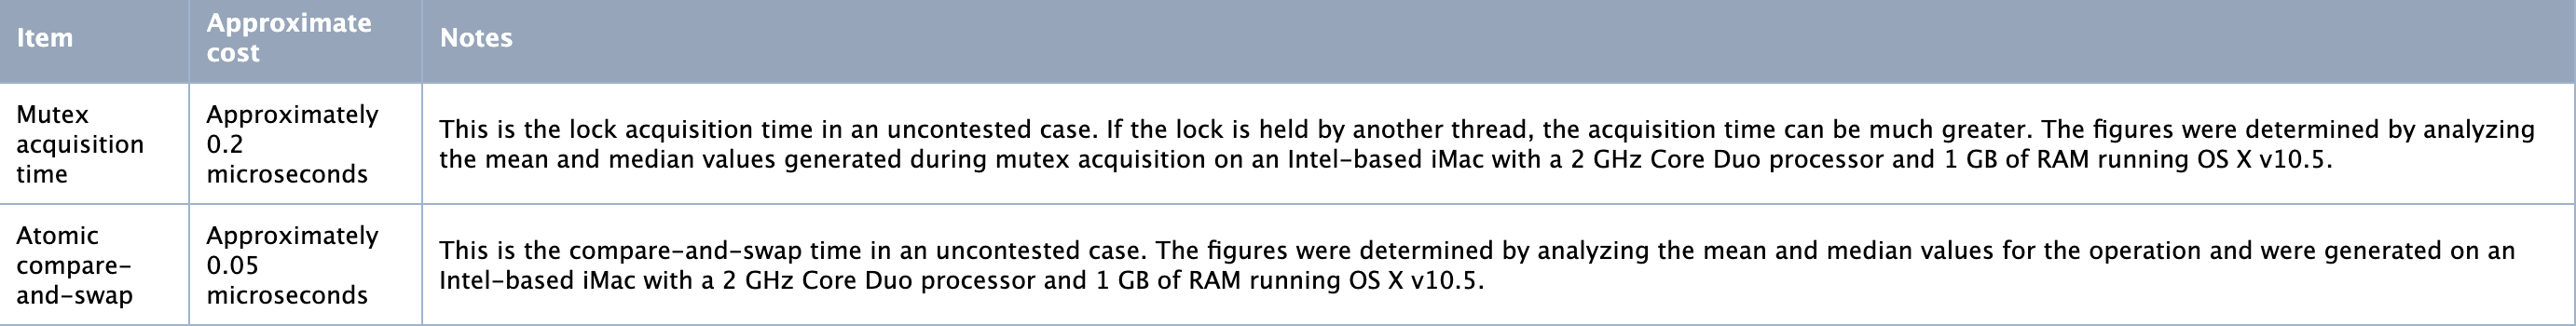 Item
Approximate
cost
Notes
Mutex
acquisition
time
Approximately
0.2
microseconds
This is the lock acquisition time in an uncontested case. If the lock is held by another thread, the acquisition time can be much greater. The figures were determined by analyzing
the mean and median values generated during mutex acquisition on an Intel-based iMac with a 2 GHz Core Duo processor and 1 GB of RAM running OS X v10.5.
Atomic
compare-
and-swap
Approximately
0.05
microseconds
This is the compare-and-swap time in an uncontested case. The figures were determined by analyzing the mean and median values for the operation and were generated on an
Intel-based iMac with a 2 GHz Core Duo processor and 1 GB of RAM running OS X v10.5.